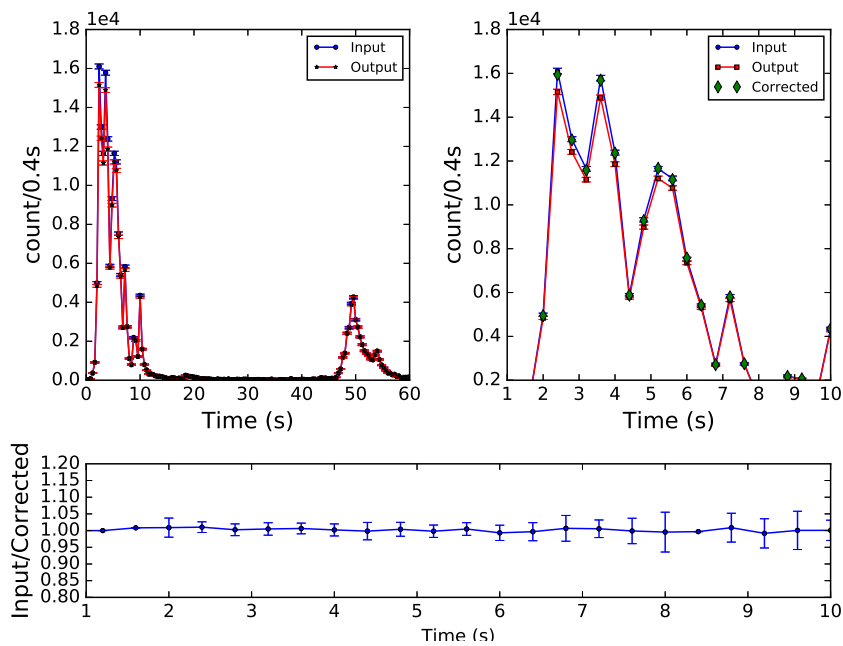 1e4
1.8
1.6
1.4
1.2
1.0
0.8
0.6
0.4
0.2
0.0
count/0.4s
Input
Output
0 10 20 30 40 50 60
Time (s)
1e4
1.8
1.6
1.4
1.2
1.0
0.8
0.6
0.4
0.2
count/0.4s
Input
Output
Corrected
1 2 3 4 5 6 7 8 9 10
Time (s)
1.20
1.15
1.10
1.05
1.00
0.95
0.90
0.85
0.80
Input/Corrected
1 2 3 4 5 6 7 8 9 10
Time (s)